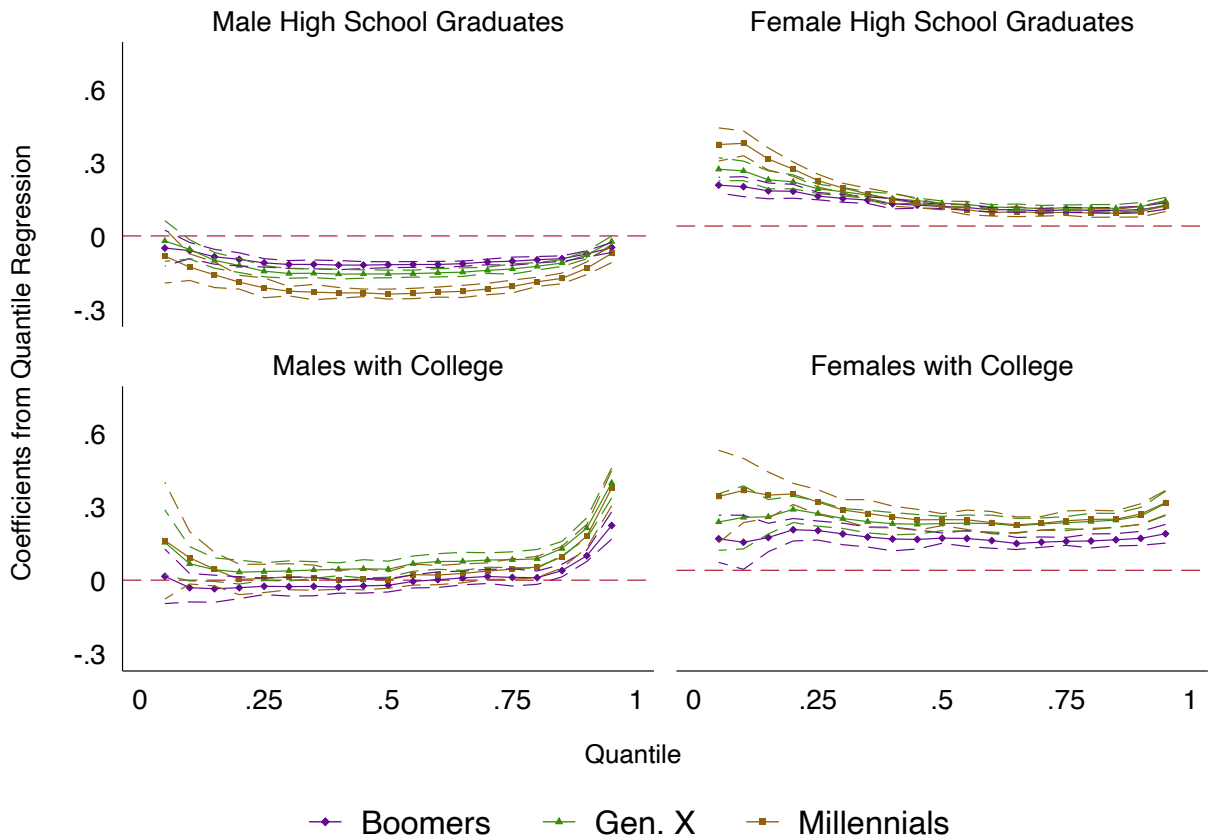 Male High School Graduates
Female High School Graduates
.6
.3
0
-.3
Males with College
Females with College
.6
.3
0
-.3
0 .25 .5 .75 1
0 .25 .5 .75 1
Coefficients from Quantile Regression
Quantile
Boomers Gen. X Millennials